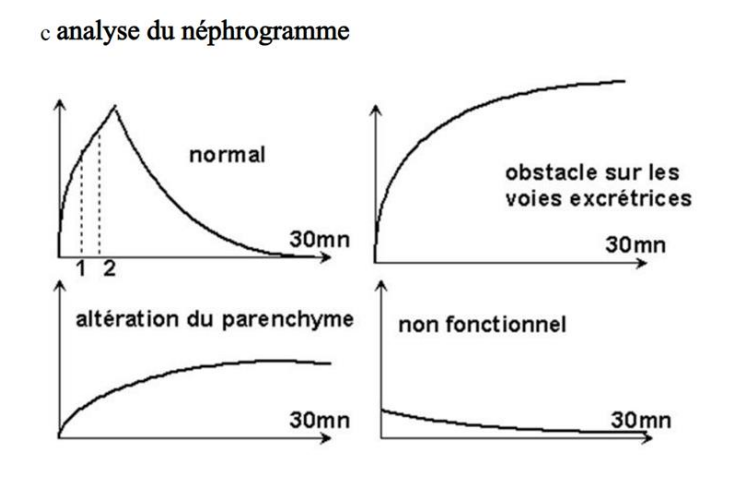 c analyse du néphrogramme
normal
30mn
1 2
obstacle sur les
voies excrétrices
30mn
altération du parenchyme
30mn
non fonctionnel
30mn